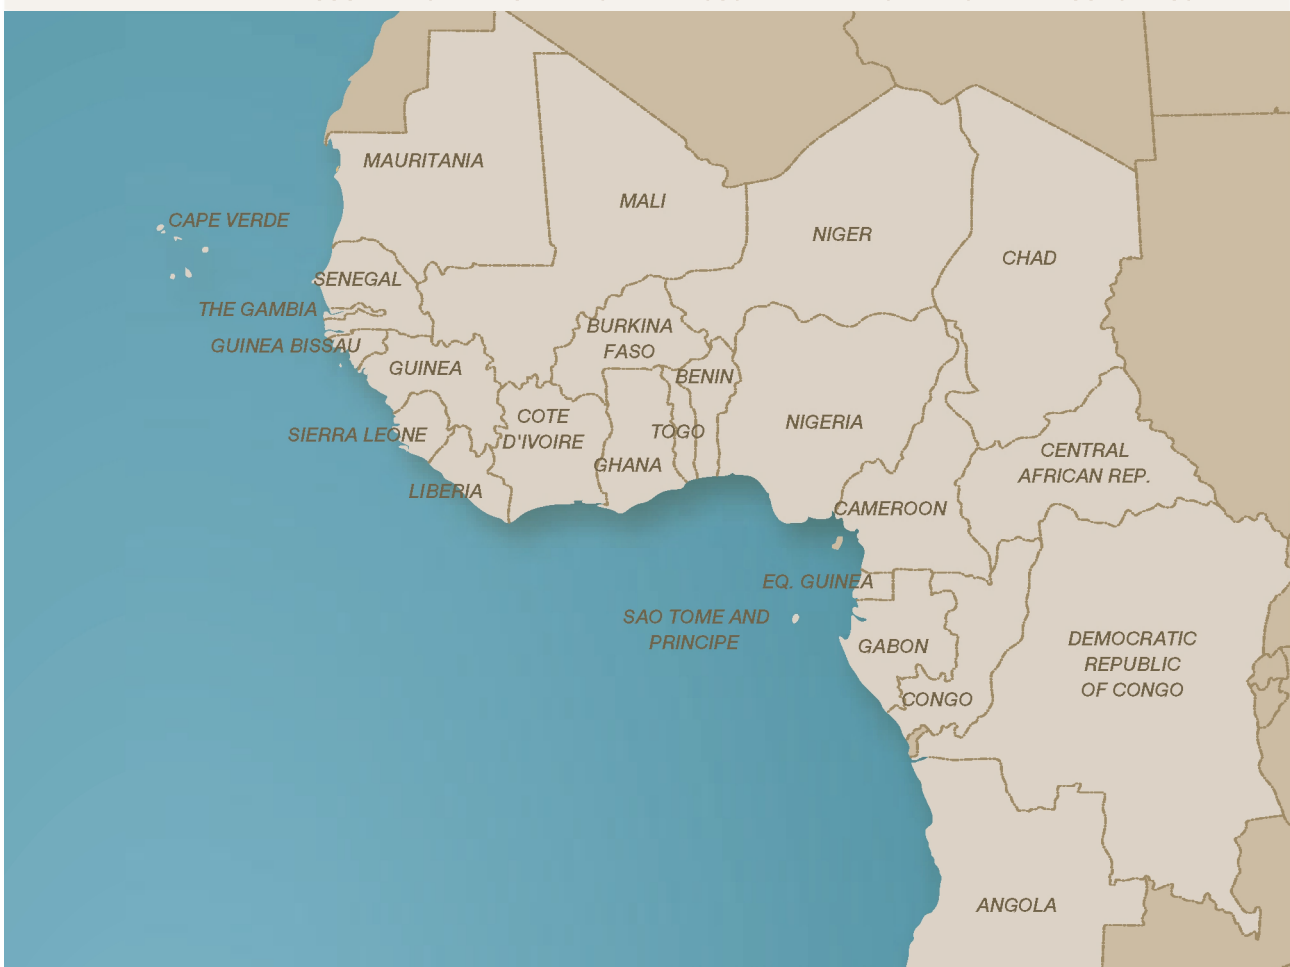 MAURITANIA
MALI
CAPE VERDE
NIGER
CHAD
SENEGAL
THE GAMBIA
GUINEA BISSAU
BURKINA
FASO
GUINEA
BENIN
COTE
D'IVOIRE
NIGERIA
SIERRA LEONE
TOGO
GHANA
CENTRAL
AFRICAN REP.
LIBERIA
CAMEROON
EQ. GUINEA
SAO TOME AND
PRINCIPE
GABON
DEMOCRATIC
REPUBLIC
OF CONGO
CONGO
ANGOLA